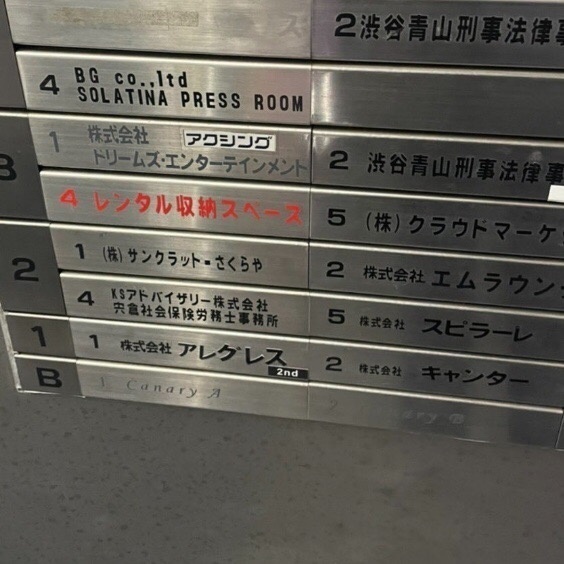 2 渋谷青山刑事法律事
4 BG co.,ltd
SOLATINA PRESS ROOM
3
1 株式会社 アクシング
ドリームズ・エンターテインメント
2 渋谷青山刑事法律事
4 レンタル収納スペース
5 (株) クラウドマーケ
2
1 (株) サンクラット=さくらや
2 株式会社 エムラウン
4 KSアドバイザリー株式会社
宍倉社会保険労務士事務所
5 株式会社 スピラーレ
1
1 株式会社 アレグレス
2nd
2 株式会社 キャンター
B
1 Canary A
2